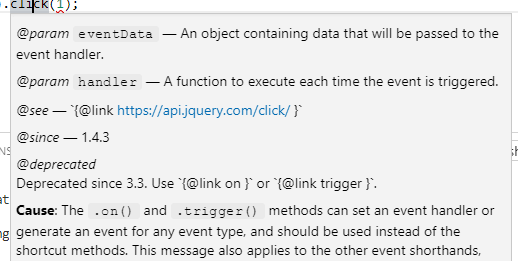 .click(1);
@param eventData — An object containing data that will be passed to the
event handler.
@param handler — A function to execute each time the event is triggered.
@see — `{@link https://api.jquery.com/click/ }`
@since — 1.4.3
@deprecated
Deprecated since 3.3. Use `{@link on }` or `{@link trigger }`.
Cause: The .on() and .trigger() methods can set an event handler or
generate an event for any event type, and should be used instead of the
shortcut methods. This message also applies to the other event shorthands,